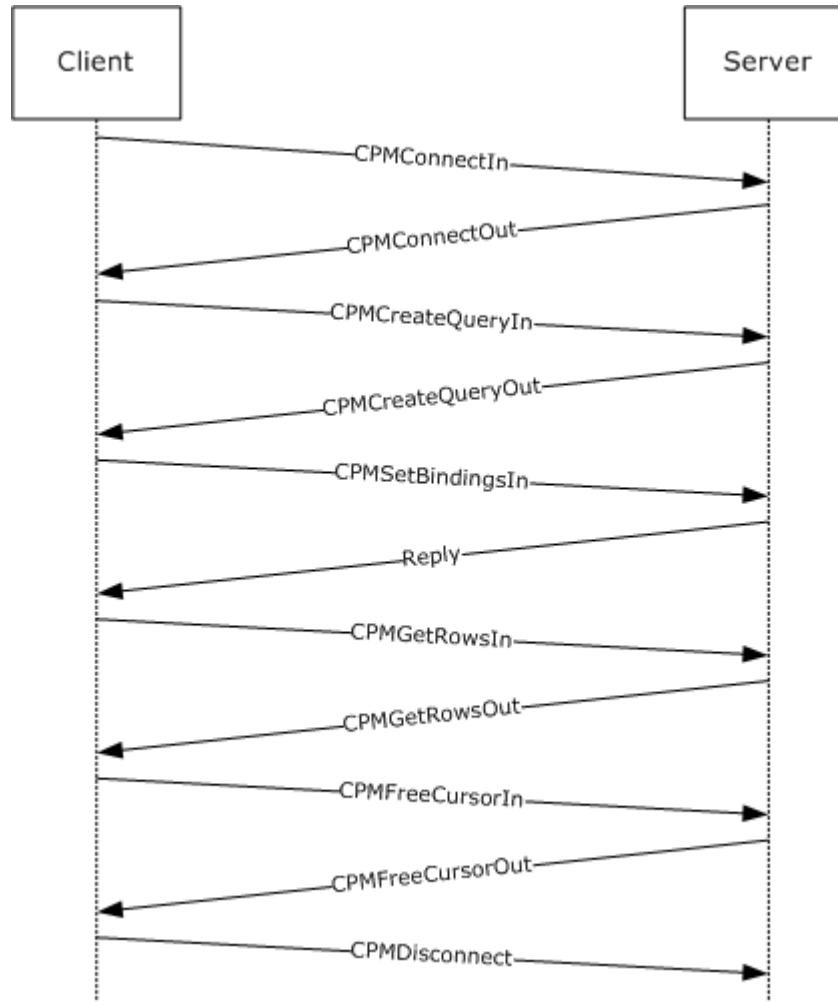 Client
Server
CPMConnectIn
CPMConnectOut
CPMCreateQueryIn
CPMCreateQueryOut
CPMSetBindingsIn
Reply
CPMGetRowsIn
CPMGetRowsOut
CPMFreeCursorIn
CPMFreeCursorOut
CPMDisconnect